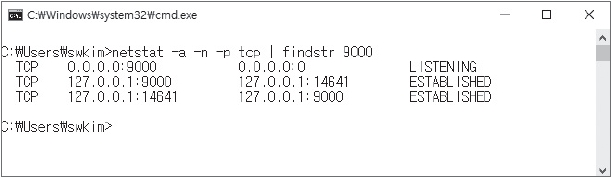 C:₩Windows₩system32₩cmd.exe
C:₩Users₩swkim>netstat -a -n -p tcp | findstr 9000
TCP 0.0.0.0:9000 0.0.0.0:0 LISTENING
TCP 127.0.0.1:9000 127.0.0.1:14641 ESTABLISHED
TCP 127.0.0.1:14641 127.0.0.1:9000 ESTABLISHED
C:₩Users₩swkim>